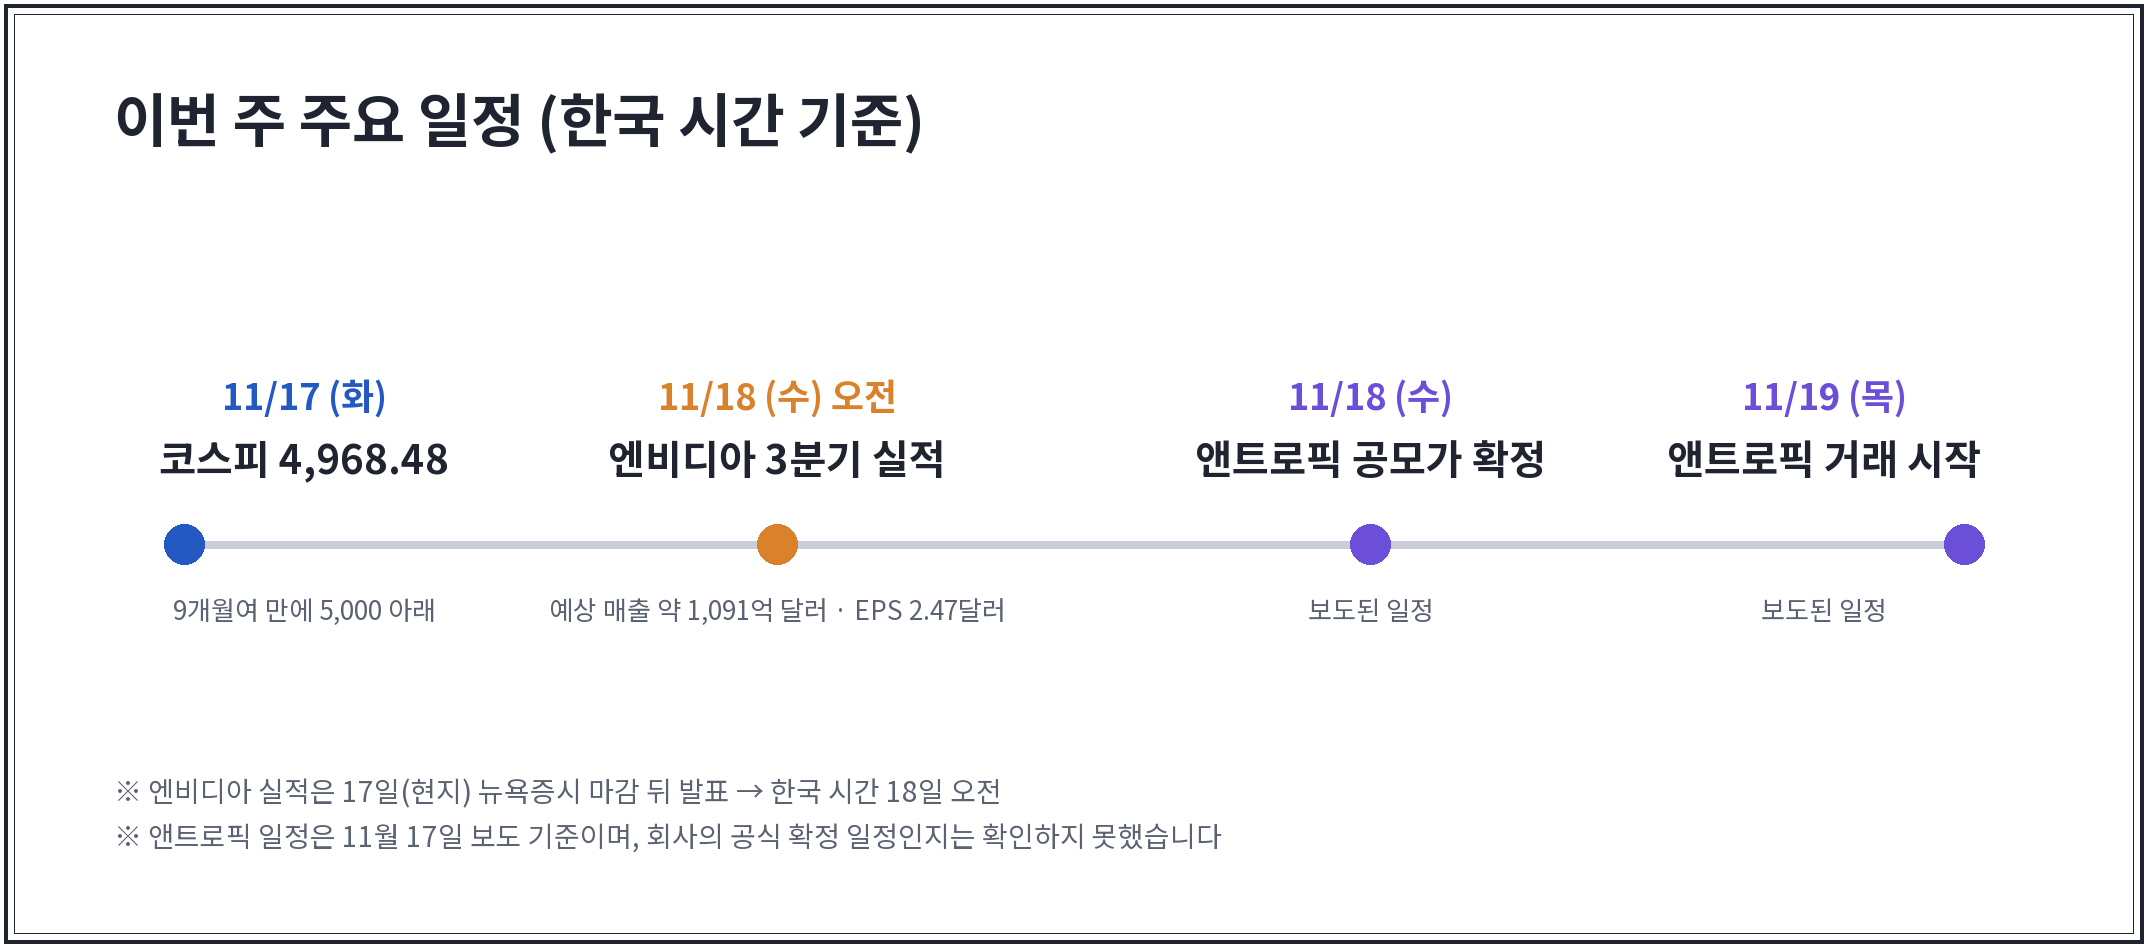 이번 주 주요 일정 (한국 시간 기준)
11/17 (화)
코스피 4,968.48
9개월여 만에 5,000 아래
11/18 (수) 오전
엔비디아 3분기 실적
예상 매출 약 1,091억 달러 · EPS 2.47달러
11/18 (수)
앤트로픽 공모가 확정
보도된 일정
11/19 (목)
앤트로픽 거래 시작
보도된 일정
※ 엔비디아 실적은 17일(현지) 뉴욕증시 마감 뒤 발표 → 한국 시간 18일 오전
※ 앤트로픽 일정은 11월 17일 보도 기준이며, 회사의 공식 확정 일정인지는 확인하지 못했습니다